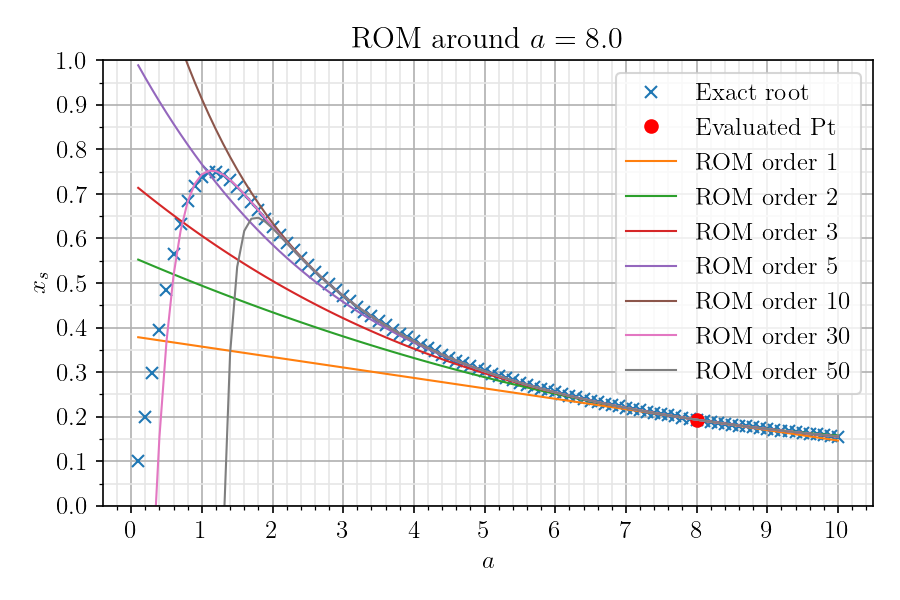 ROM around a = 8.0
1.0
0.9
0.8
0.7
0.6
0.5
0.4
0.3
0.2
0.1
0.0
x_s
Exact root
Evaluated Pt
ROM order 1
ROM order 2
ROM order 3
ROM order 5
ROM order 10
ROM order 30
ROM order 50
0 1 2 3 4 5 6 7 8 9 10
a